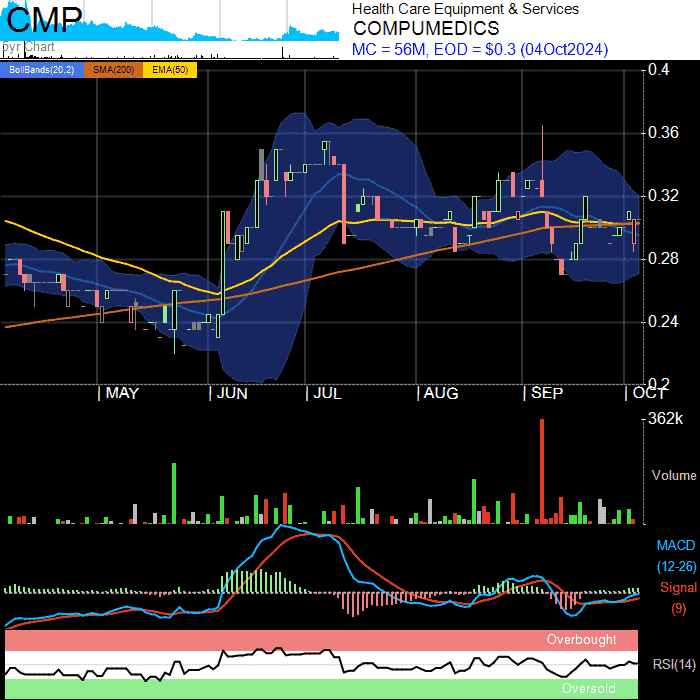 CMP
5yr Chart
Health Care Equipment & Services
COMPUMEDICS
MC = 56M, EOD = $0.3 (04Oct2024)
BollBands(20,2) SMA(200) EMA(50)
0.4
0.36
0.32
0.28
0.24
0.2
| MAY | JUN | JUL | AUG | SEP | OCT
362k
Volume
MACD
(12-26)
Signal
(9)
Overbought
RSI(14)
Oversold